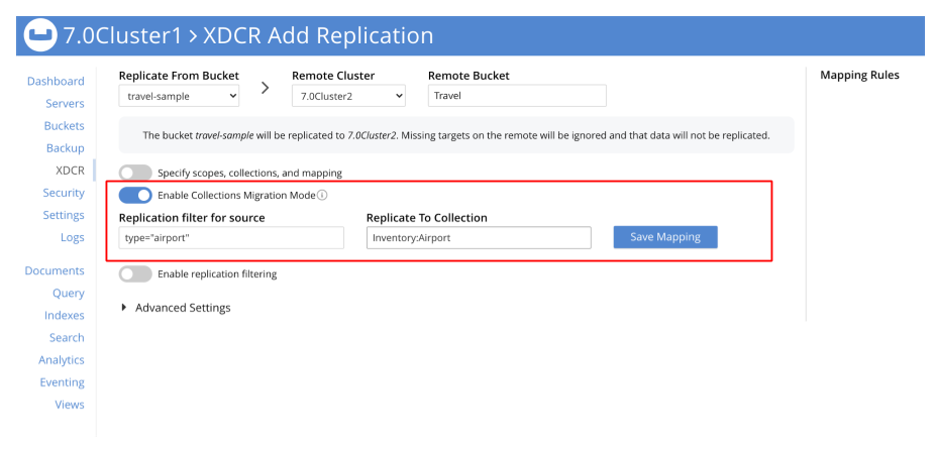 7.0Cluster1 > XDCR Add Replication
Dashboard
Servers
Buckets
Backup
XDCR
Security
Settings
Logs
Documents
Query
Indexes
Search
Analytics
Eventing
Views
Replicate From Bucket
travel-sample
>
Remote Cluster
7.0Cluster2
Remote Bucket
Travel
The bucket travel-sample will be replicated to 7.0Cluster2. Missing targets on the remote will be ignored and that data will not be replicated.
Specify scopes, collections, and mapping
Enable Collections Migration Mode
Replication filter for source
type="airport"
Replicate To Collection
Inventory:Airport
Save Mapping
Enable replication filtering
Advanced Settings
Mapping Rules